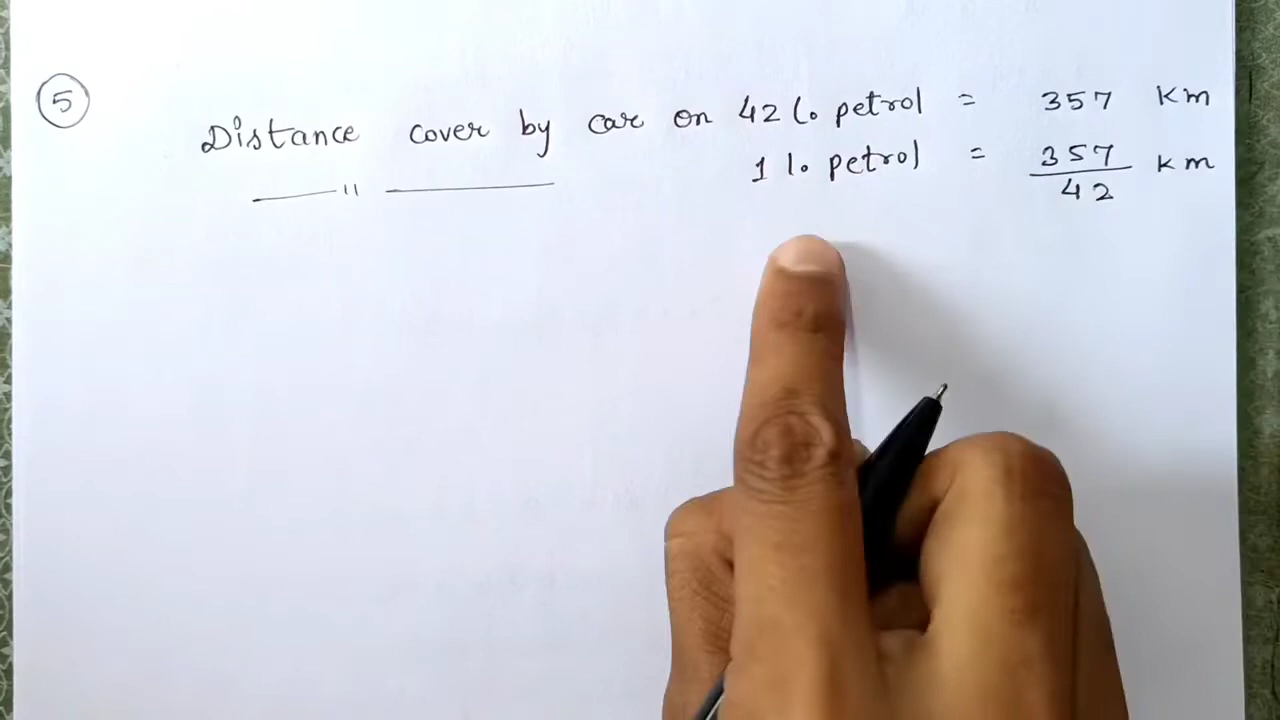 5
Distance cover by car on 42 l. petrol = 357 km
——— " ——— 1 l. petrol = 357/42 km